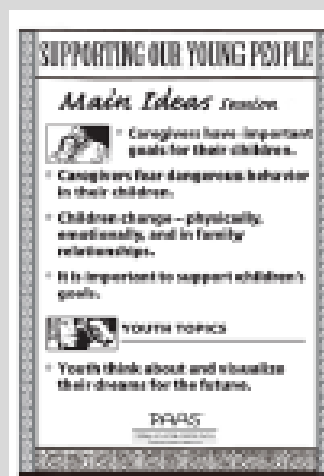 SUPPORTING OUR YOUNG PEOPLE
Main Ideas Session
• Caregivers have important
goals for their children.
• Caregivers fear dangerous behavior
in their children.
• Children change – physically,
emotionally, and in family
relationships.
• It is important to support children's
goals.
YOUTH TOPICS
• Youth think about and visualize
their dreams for the future.
PAAS